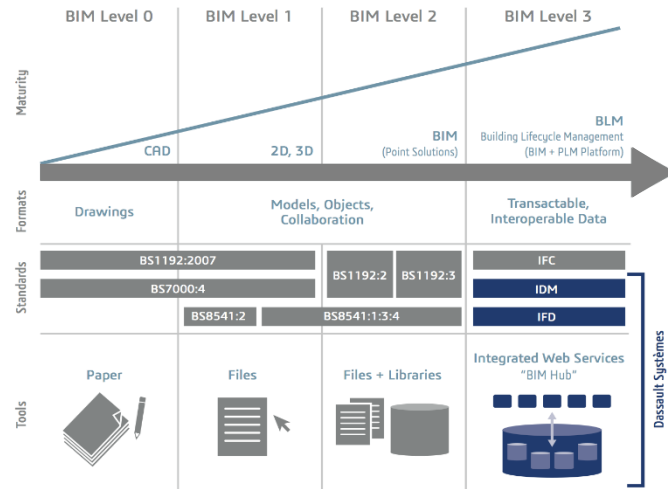 BIM Level 0
BIM Level 1
BIM Level 2
BIM Level 3
Maturity
CAD
2D, 3D
BIM
(Point Solutions)
BLM
Building Lifecycle Management
(BIM + PLM Platform)
Formats
Drawings
Models, Objects,
Collaboration
Transactable,
Interoperable Data
Standards
BS1192:2007
BS7000:4
BS8541:2
BS8541:1:3:4
BS1192:2
BS1192:3
IFC
IDM
IFD
Tools
Paper
Files
Files + Libraries
Integrated Web Services
"BIM Hub"
Dassault Systèmes